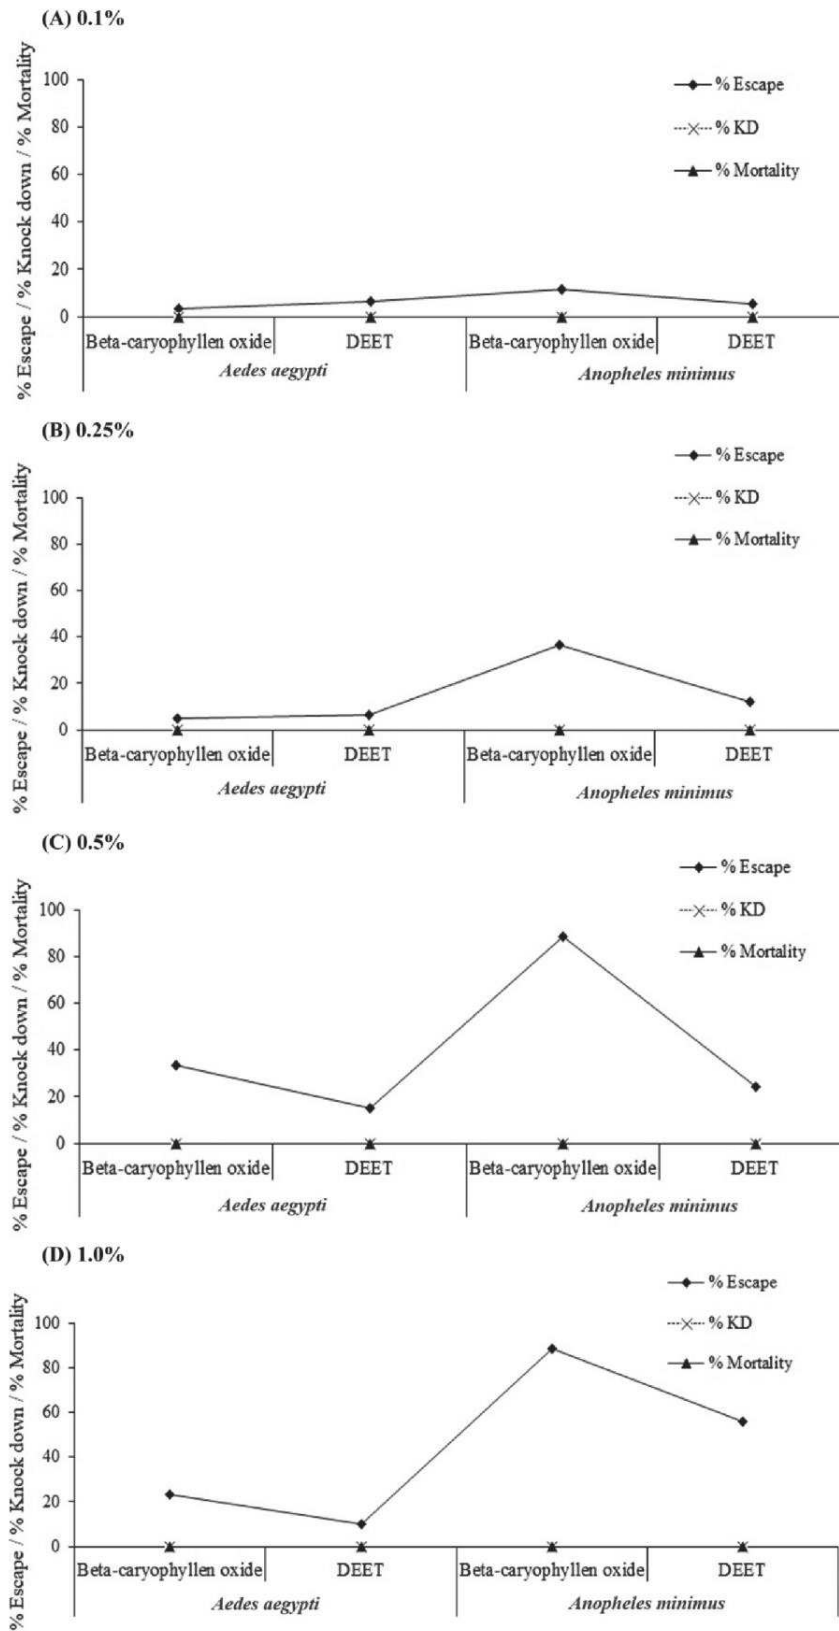 (A) 0.1%
% Escape / % Knock down / % Mortality
100
80
60
40
20
0
% Escape
% KD
% Mortality
Beta-caryophyllen oxide
DEET
Beta-caryophyllen oxide
DEET
Aedes aegypti
Anopheles minimus
(B) 0.25%
% Escape / % Knock down / % Mortality
100
80
60
40
20
0
% Escape
% KD
% Mortality
Beta-caryophyllen oxide
DEET
Beta-caryophyllen oxide
DEET
Aedes aegypti
Anopheles minimus
(C) 0.5%
% Escape / % Knock down / % Mortality
100
80
60
40
20
0
% Escape
% KD
% Mortality
Beta-caryophyllen oxide
DEET
Beta-caryophyllen oxide
DEET
Aedes aegypti
Anopheles minimus
(D) 1.0%
% Escape / % Knock down / % Mortality
100
80
60
40
20
0
% Escape
% KD
% Mortality
Beta-caryophyllen oxide
DEET
Beta-caryophyllen oxide
DEET
Aedes aegypti
Anopheles minimus